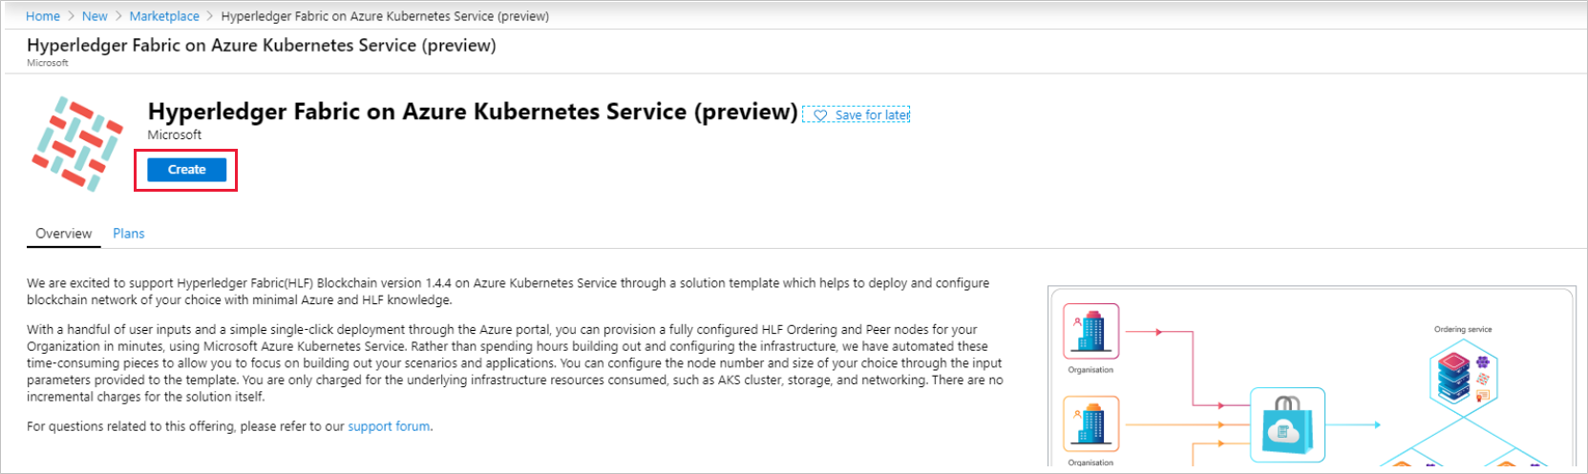 Home > New > Marketplace > Hyperledger Fabric on Azure Kubernetes Service (preview)
Hyperledger Fabric on Azure Kubernetes Service (preview)
Microsoft
Hyperledger Fabric on Azure Kubernetes Service (preview)
Save for later
Microsoft
Create
Overview
Plans
We are excited to support Hyperledger Fabric(HLF) Blockchain version 1.4.4 on Azure Kubernetes Service through a solution template which helps to deploy and configure
blockchain network of your choice with minimal Azure and HLF knowledge.
With a handful of user inputs and a simple single-click deployment through the Azure portal, you can provision a fully configured HLF Ordering and Peer nodes for your
Organization in minutes, using Microsoft Azure Kubernetes Service. Rather than spending hours building out and configuring the infrastructure, we have automated these
time-consuming pieces to allow you to focus on building out your scenarios and applications. You can configure the node number and size of your choice through the input
parameters provided to the template. You are only charged for the underlying infrastructure resources consumed, such as AKS cluster, storage, and networking. There are no
incremental charges for the solution itself.
For questions related to this offering, please refer to our support forum.
Ordering service
Organisation
Organisation